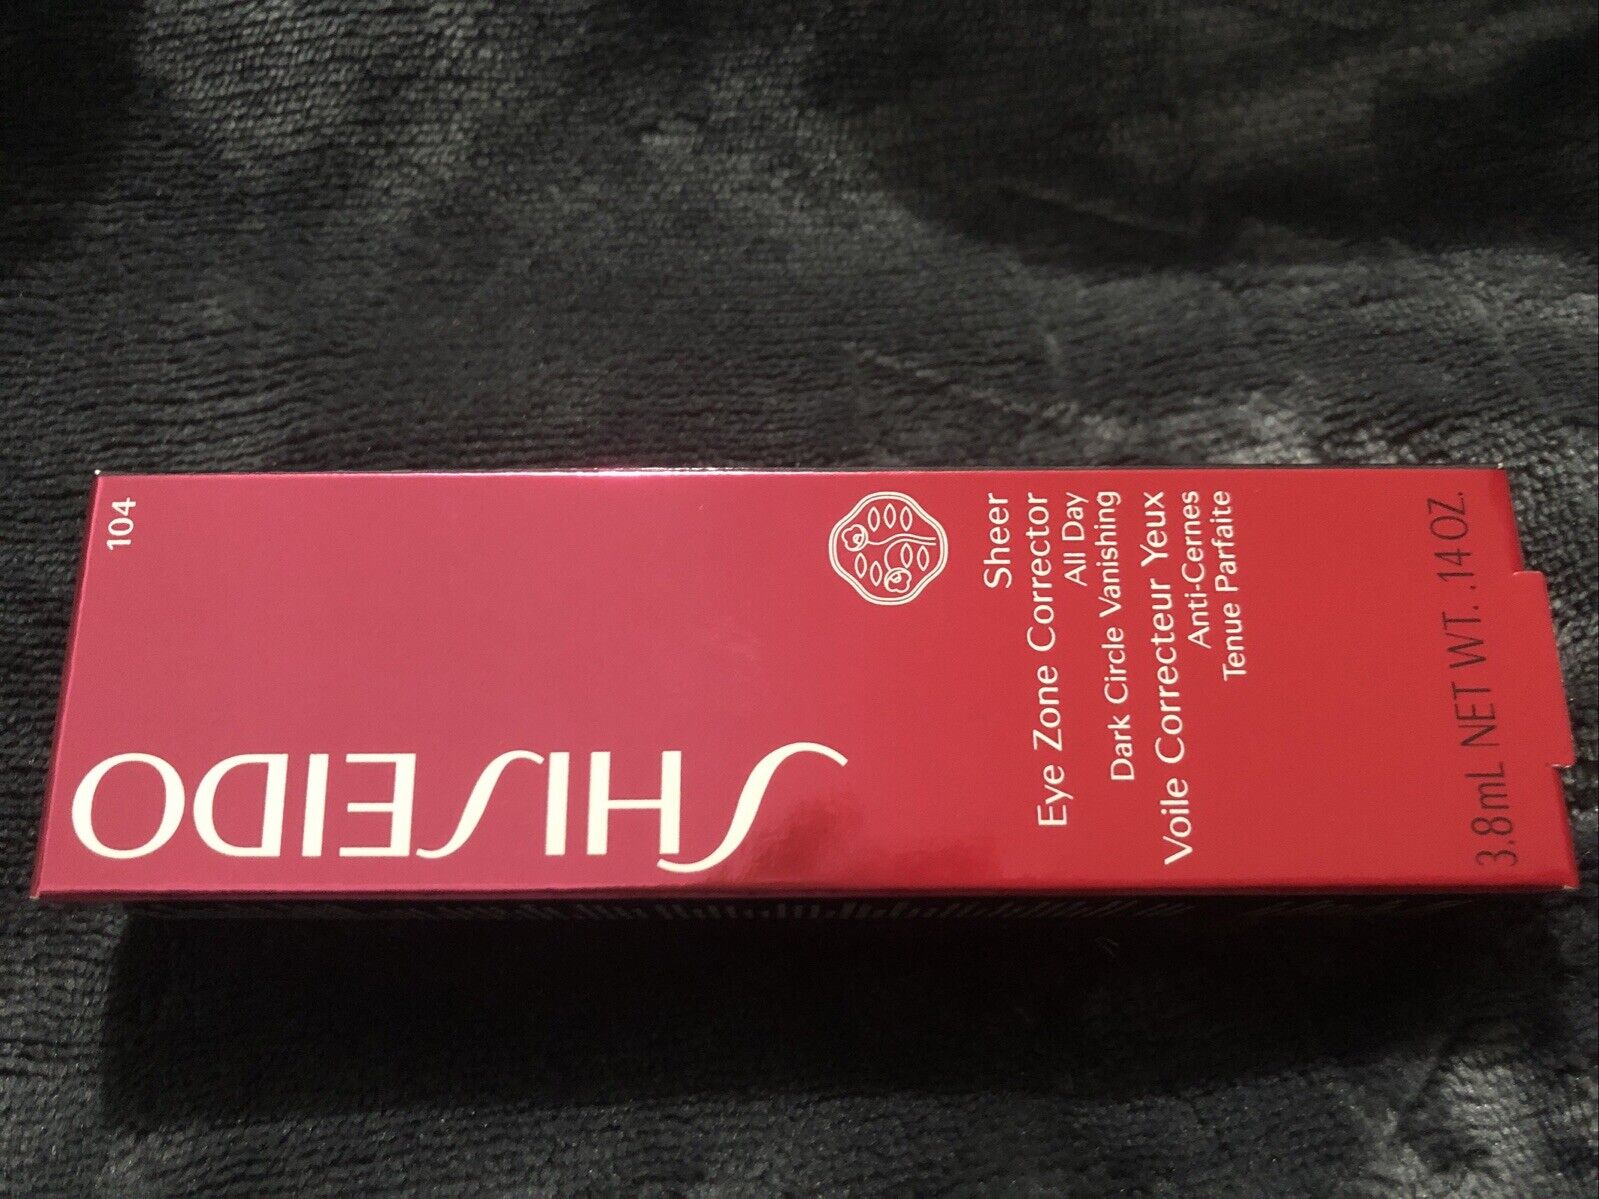 104
SHISEIDO
Sheer
Eye Zone Corrector
All Day
Dark Circle Vanishing
Voile Correcteur Yeux
Anti-Cernes
Tenue Parfaite
3.8mL NET WT. .14 OZ.